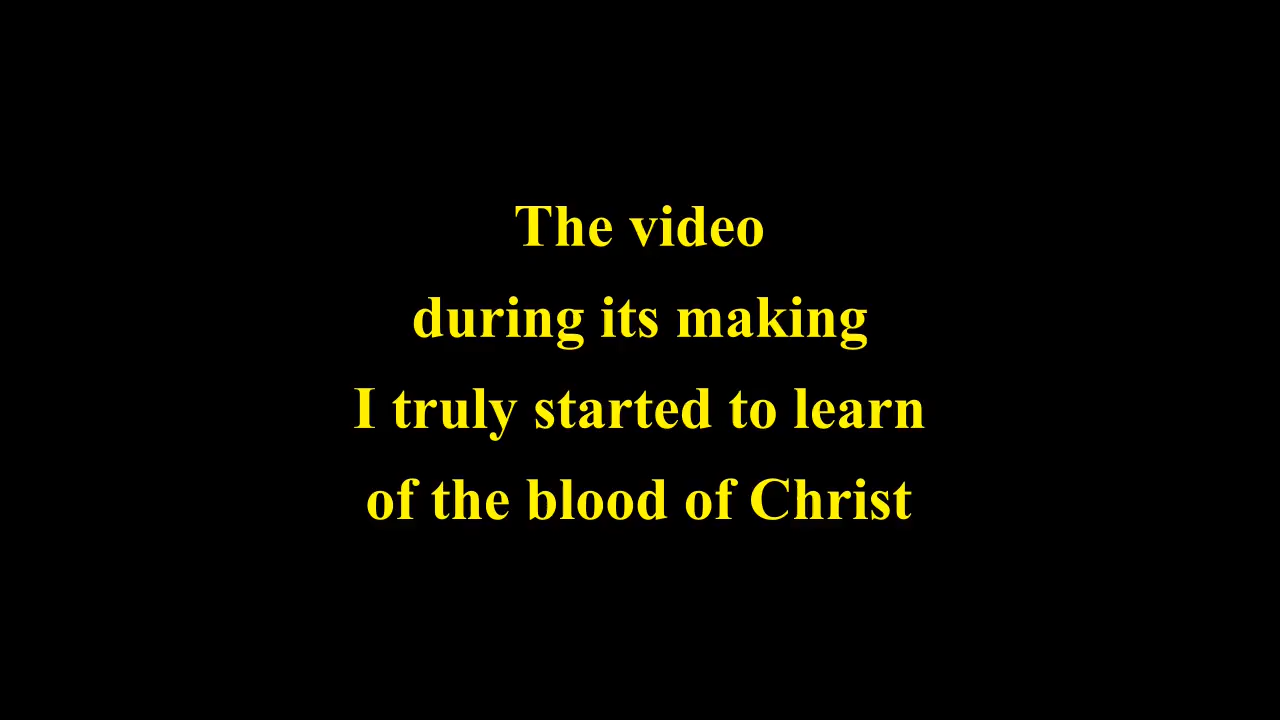 The video
during its making
I truly started to learn
of the blood of Christ